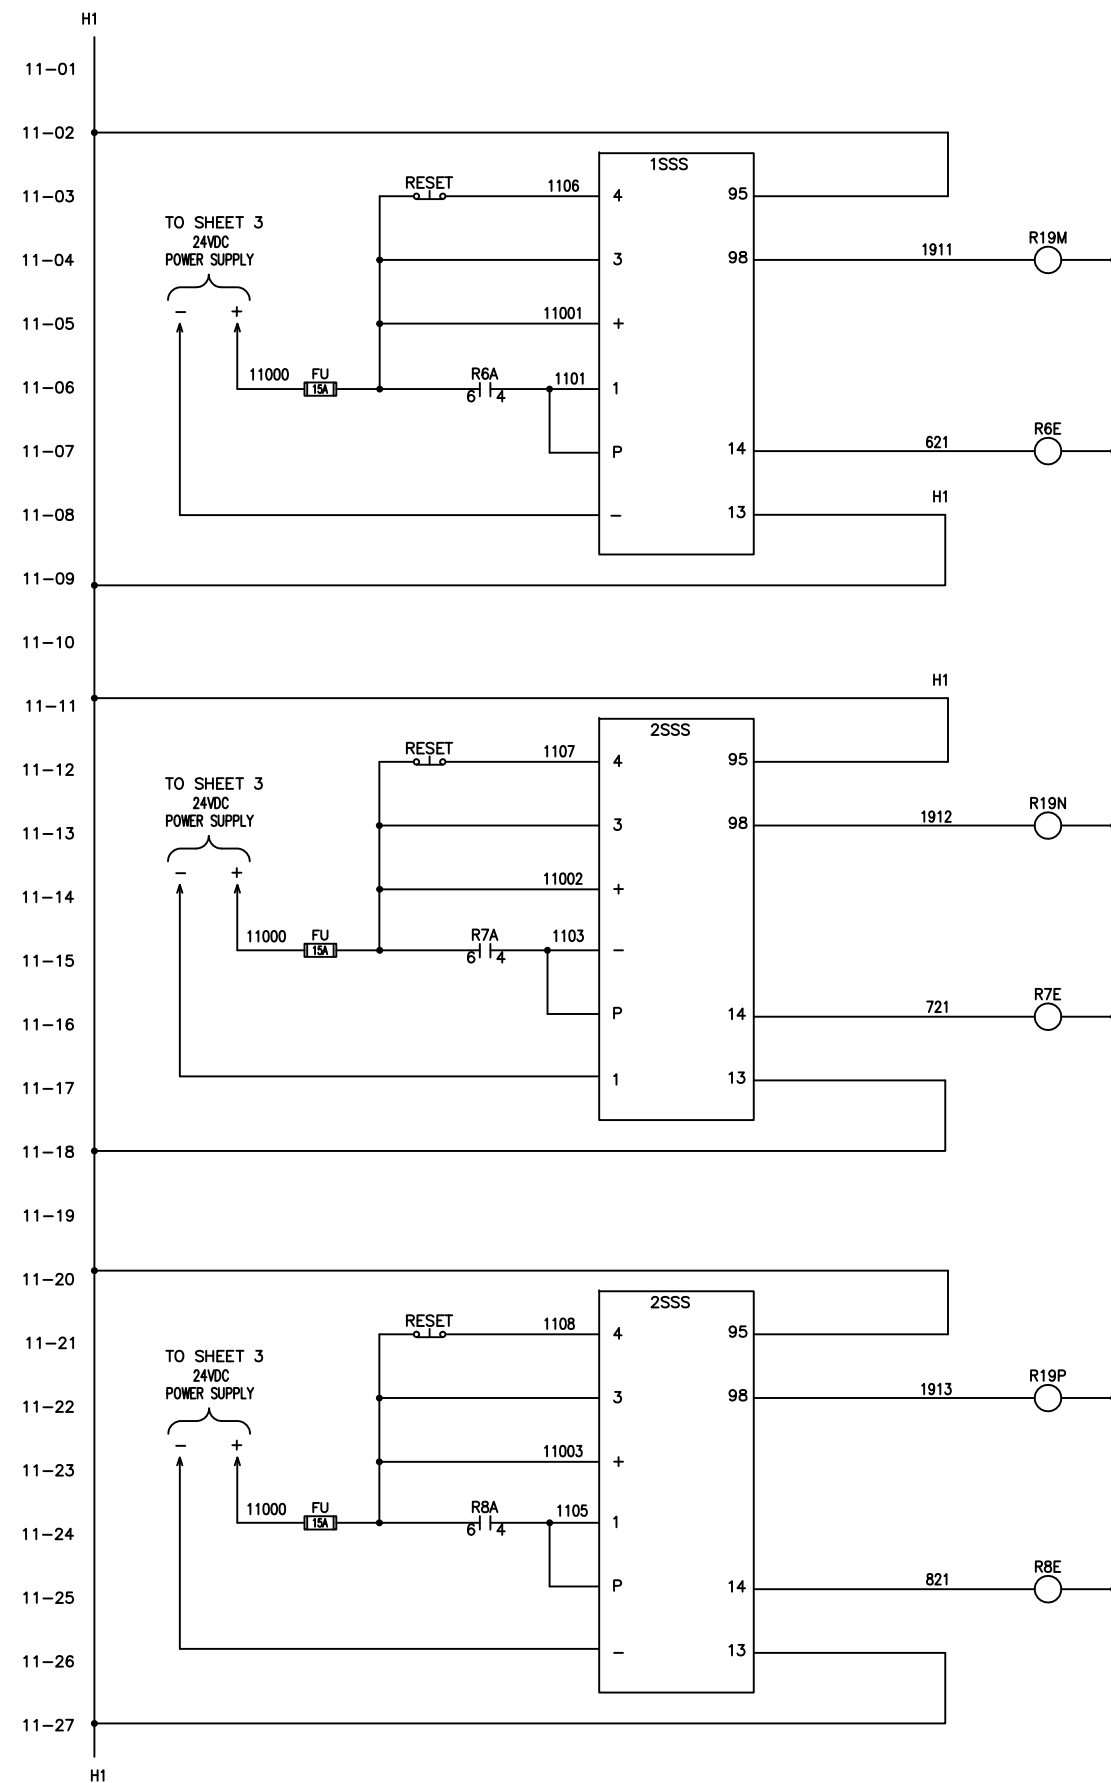 H1
11-01
11-02
1SSS
RESET
1106
4
95
11-03
TO SHEET 3
24VDC
POWER SUPPLY
3
98
1911
R19M
11-04
- +
11001
+
11-05
11000
FU
15A
R6A
6 4
1101
1
11-06
P
14
621
R6E
11-07
H1
-
13
11-08
11-09
11-10
H1
11-11
2SSS
RESET
1107
4
95
11-12
TO SHEET 3
24VDC
POWER SUPPLY
3
98
1912
R19N
11-13
- +
11002
+
11-14
11000
FU
15A
R7A
6 4
1103
-
11-15
P
14
721
R7E
11-16
1
13
11-17
11-18
11-19
11-20
2SSS
RESET
1108
4
95
11-21
TO SHEET 3
24VDC
POWER SUPPLY
3
98
1913
R19P
11-22
- +
11003
+
11-23
11000
FU
15A
R8A
6 4
1105
1
11-24
P
14
821
R8E
11-25
-
13
11-26
11-27
H1